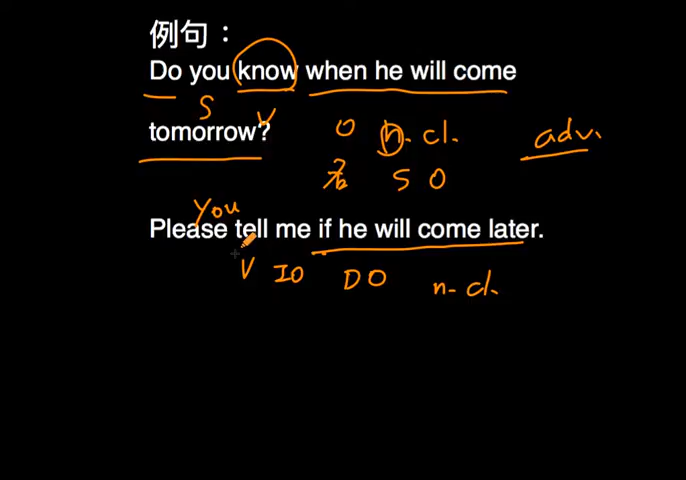 例句：
Do you know when he will come
S V
tomorrow? O n. cl. adv.
名 S O
you
Please tell me if he will come later.
V IO DO n. cl.